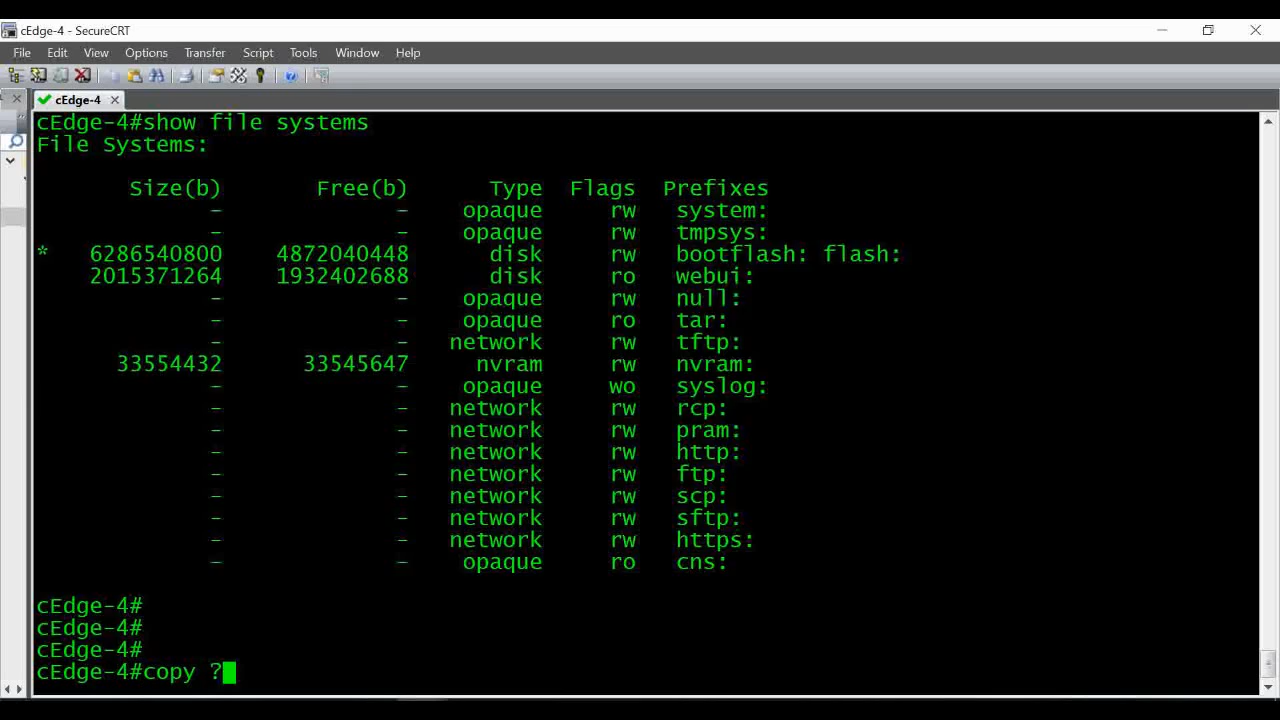 cEdge-4 - SecureCRT
File Edit View Options Transfer Script Tools Window Help
cEdge-4
cEdge-4#show file systems
File Systems:
Size(b) Free(b) Type Flags Prefixes
- - opaque rw system:
- - opaque rw tmpsys:
* 6286540800 4872040448 disk rw bootflash: flash:
2015371264 1932402688 disk ro webui:
- - opaque rw null:
- - opaque ro tar:
- - network rw tftp:
33554432 33545647 nvram rw nvram:
- - opaque wo syslog:
- - network rw rcp:
- - network rw pram:
- - network rw http:
- - network rw ftp:
- - network rw scp:
- - network rw sftp:
- - network rw https:
- - opaque ro cns:
cEdge-4#
cEdge-4#
cEdge-4#
cEdge-4#copy ?